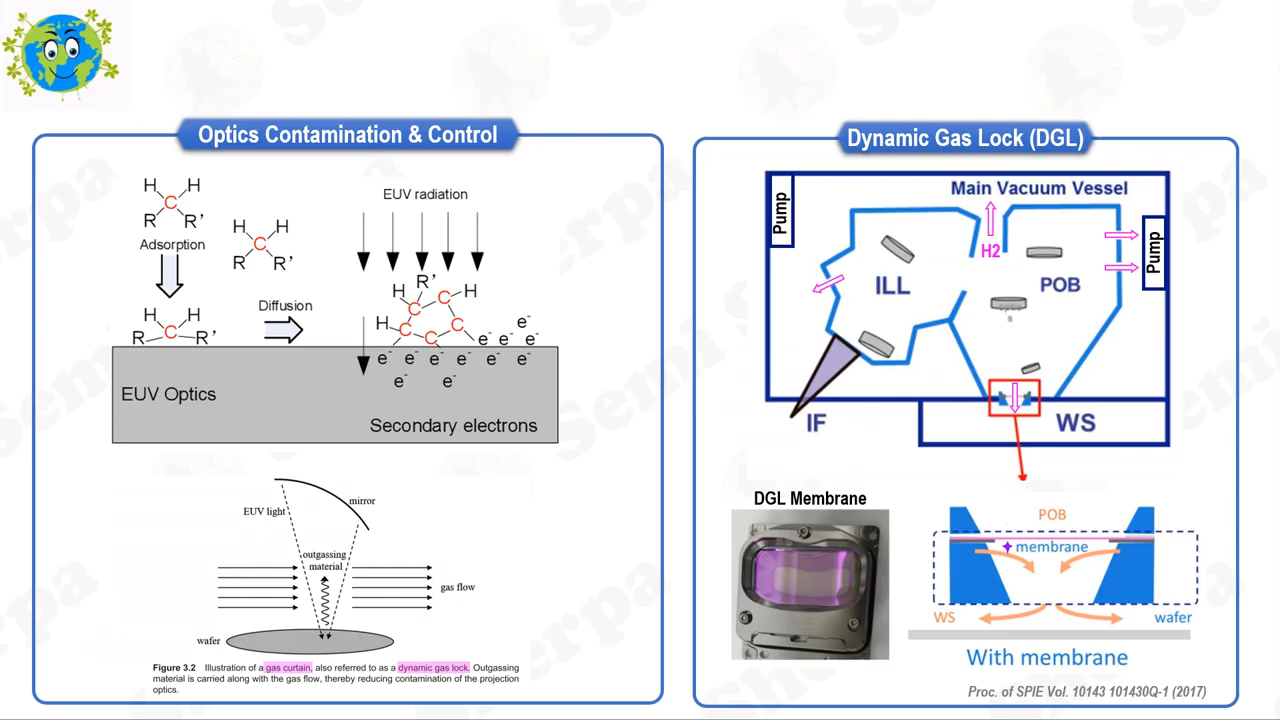 Optics Contamination & Control
H H
C
R R’
Adsorption
H H
C
R R’
H H
C
R R’
Diffusion
EUV radiation
R’
H C C H
H C C
C
e⁻ e⁻ e⁻ e⁻
e⁻ e⁻ e⁻ e⁻ e⁻ e⁻
e⁻ e⁻
EUV Optics
Secondary electrons
mirror
EUV light
outgassing
material
gas flow
wafer
Figure 3.2 Illustration of a gas curtain, also referred to as a dynamic gas lock. Outgassing
material is carried along with the gas flow, thereby reducing contamination of the projection
optics.
Dynamic Gas Lock (DGL)
Main Vacuum Vessel
Pump
H2
Pump
ILL
POB
IF
WS
DGL Membrane
POB
membrane
WS
wafer
With membrane
Proc. of SPIE Vol. 10143 101430Q-1 (2017)